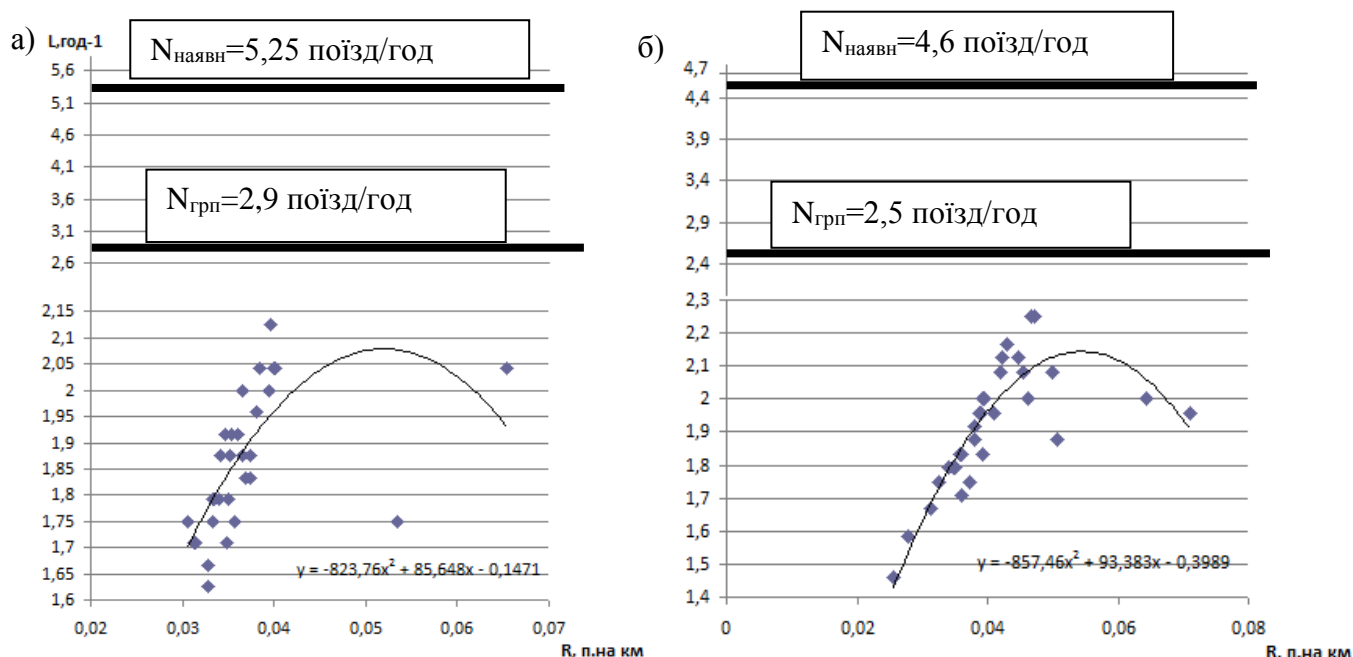 а)
L,год-1
Nнаявн=5,25 поїзд/год
5,6
5,1
4,6
4,1
3,6
3,1
2,6
Nгрп=2,9 поїзд/год
2,15
2,1
2,05
2
1,95
1,9
1,85
1,8
1,75
1,7
1,65
1,6
y = -823,76x² + 85,648x - 0,1471
0,02 0,03 0,04 0,05 0,06 0,07
R, п.на км
б)
Nнаявн=4,6 поїзд/год
4,7
4,4
3,9
3,4
2,9
2,4
Nгрп=2,5 поїзд/год
2,3
2,2
2,1
2
1,9
1,8
1,7
1,6
1,5
1,4
y = -857,46x² + 93,383x - 0,3989
0 0,02 0,04 0,06 0,08
R, п.на км